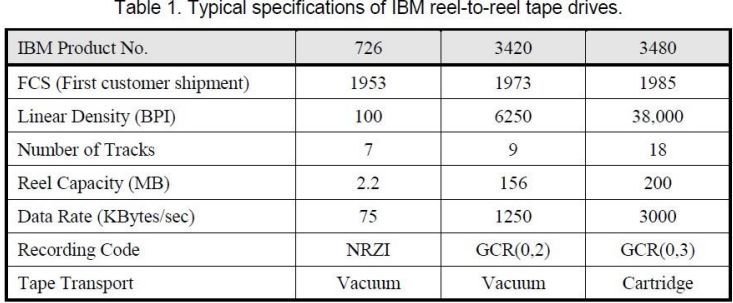 Table 1. Typical specifications of IBM reel-to-reel tape drives.
IBM Product No. 726 3420 3480
FCS (First customer shipment) 1953 1973 1985
Linear Density (BPI) 100 6250 38,000
Number of Tracks 7 9 18
Reel Capacity (MB) 2.2 156 200
Data Rate (KBytes/sec) 75 1250 3000
Recording Code NRZI GCR(0,2) GCR(0,3)
Tape Transport Vacuum Vacuum Cartridge